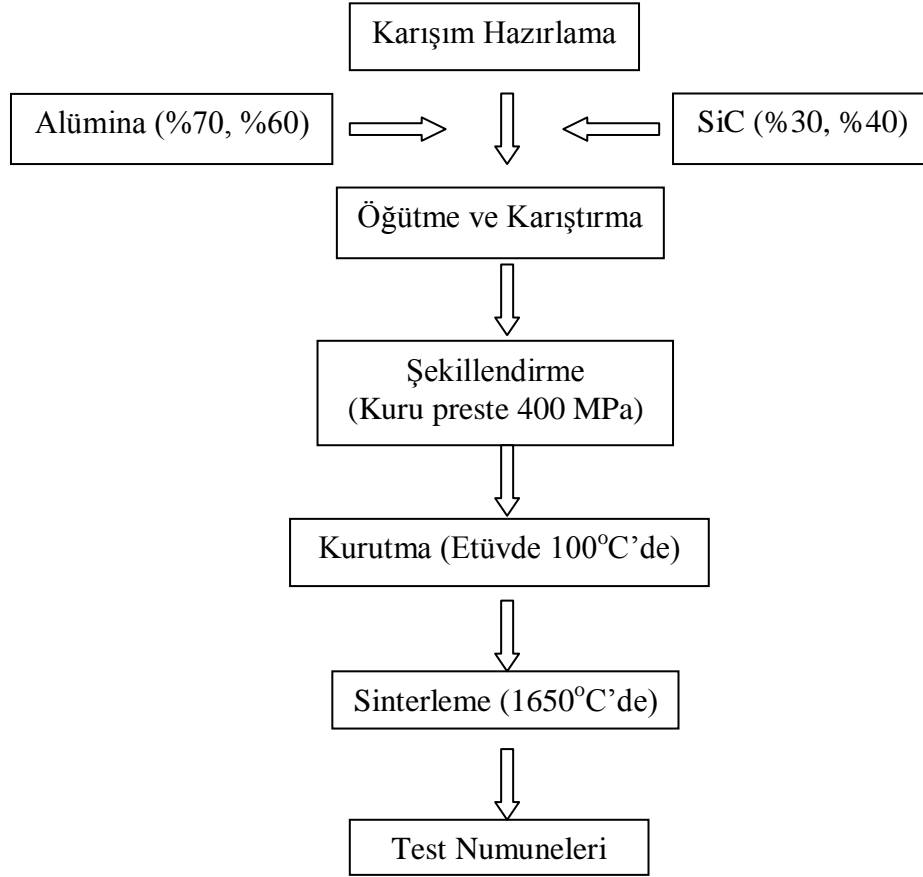 Karışım Hazırlama
Alümina (%70, %60)
SiC (%30, %40)
Öğütme ve Karıştırma
Şekillendirme
(Kuru preste 400 MPa)
Kurutma (Etüvde 100°C’de)
Sinterleme (1650°C’de)
Test Numuneleri